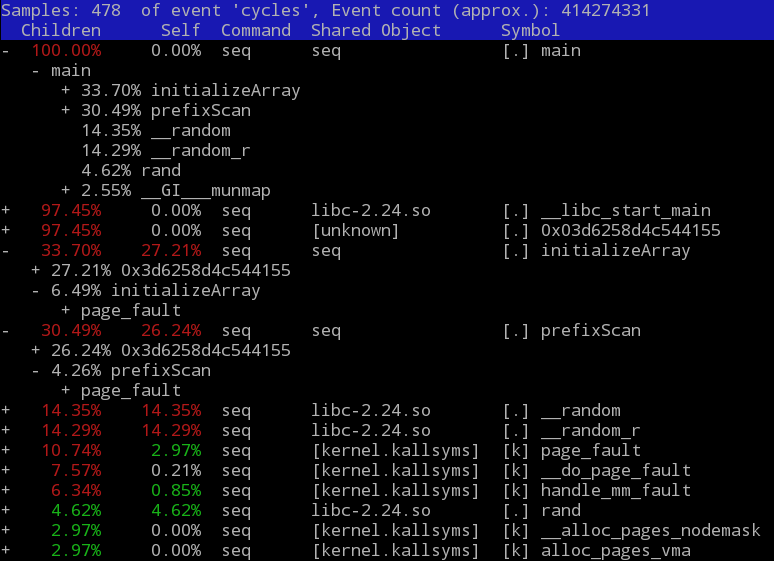 Samples: 478  of event 'cycles', Event count (approx.): 414274331
  Children      Self  Command  Shared Object      Symbol
-  100.00%     0.00%  seq      seq                [.] main
   - main
      + 33.70% initializeArray
      + 30.49% prefixScan
        14.35% __random
        14.29% __random_r
        4.62% rand
      + 2.55% __GI___munmap
+   97.45%     0.00%  seq      libc-2.24.so       [.] __libc_start_main
+   97.45%     0.00%  seq      [unknown]          [.] 0x03d6258d4c544155
-   33.70%    27.21%  seq      seq                [.] initializeArray
   + 27.21% 0x3d6258d4c544155
   - 6.49% initializeArray
      + page_fault
-   30.49%    26.24%  seq      seq                [.] prefixScan
   + 26.24% 0x3d6258d4c544155
   - 4.26% prefixScan
      + page_fault
+   14.35%    14.35%  seq      libc-2.24.so       [.] __random
+   14.29%    14.29%  seq      libc-2.24.so       [.] __random_r
+   10.74%     2.97%  seq      [kernel.kallsyms]  [k] page_fault
+    7.57%     0.21%  seq      [kernel.kallsyms]  [k] __do_page_fault
+    6.34%     0.85%  seq      [kernel.kallsyms]  [k] handle_mm_fault
+    4.62%     4.62%  seq      libc-2.24.so       [.] rand
+    2.97%     0.00%  seq      [kernel.kallsyms]  [k] __alloc_pages_nodemask
+    2.97%     0.00%  seq      [kernel.kallsyms]  [k] alloc_pages_vma